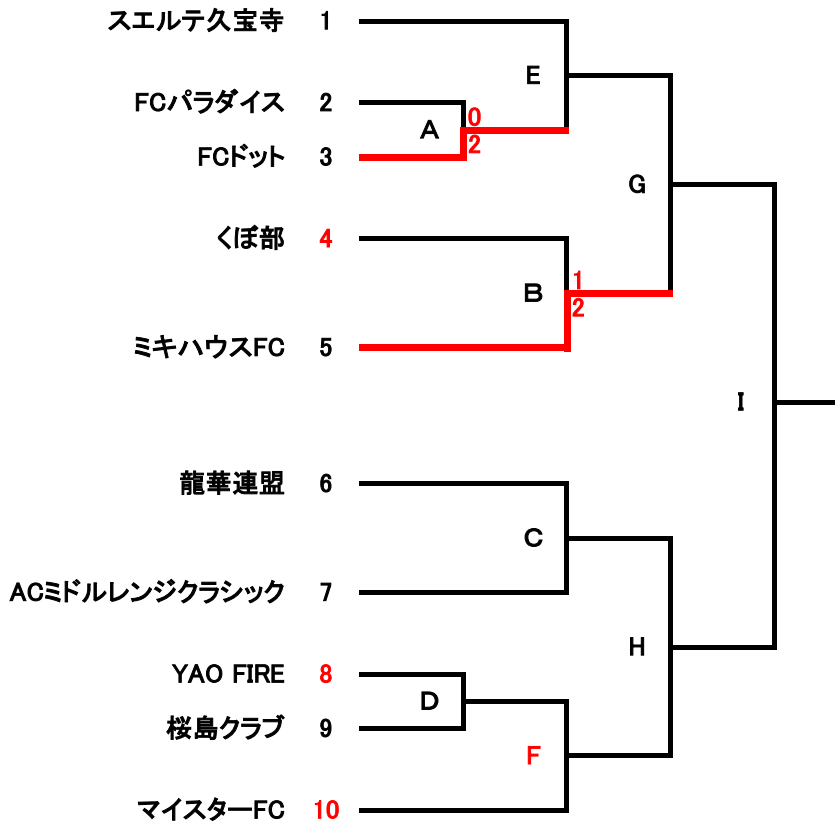 スエルテ久宝寺 1
E
FCパラダイス 2
A
0
2
FCドット 3
G
くぼ部 4
B
1
2
ミキハウスFC 5
I
龍華連盟 6
C
ACミドルレンジクラシック 7
H
YAO FIRE 8
D
桜島クラブ 9
F
マイスターFC 10